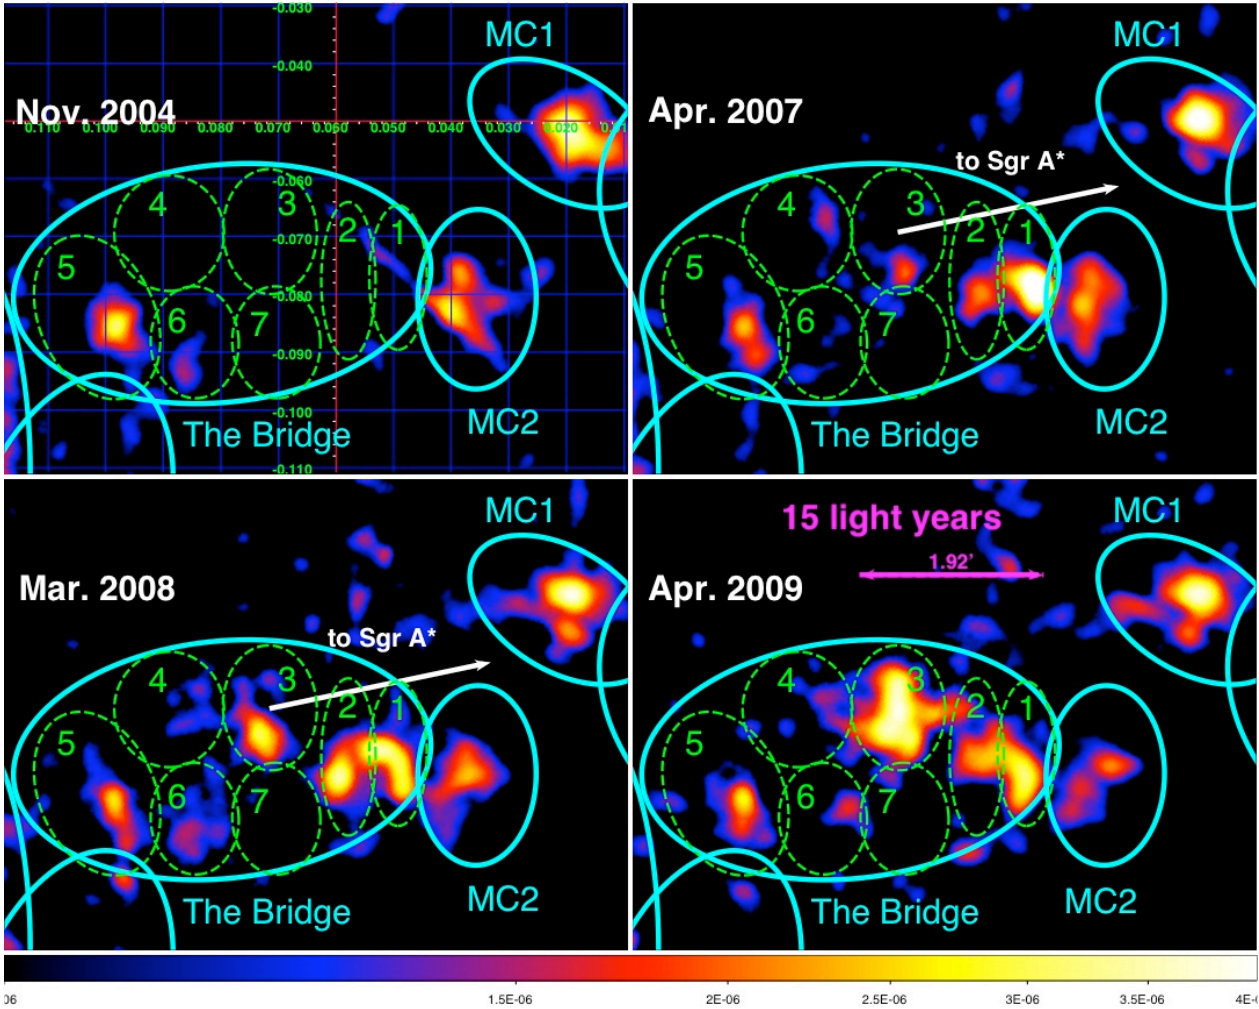 -0.030
MC1
-0.040
Nov. 2004
0.110 0.100 0.090 0.080 0.070 0.060 0.050 0.040 0.030 0.020
-0.060
4
3
2
1
-0.070
5
-0.080
6
7
-0.090
-0.100
The Bridge
MC2
-0.110
MC1
Apr. 2007
to Sgr A*
4
3
2
1
5
6
7
The Bridge
MC2
MC1
Mar. 2008
to Sgr A*
4
3
2
1
5
6
7
The Bridge
MC2
15 light years
MC1
1.92'
Apr. 2009
4
3
2
1
5
6
7
The Bridge
MC2
1.5E-06 2E-06 2.5E-06 3E-06 3.5E-06